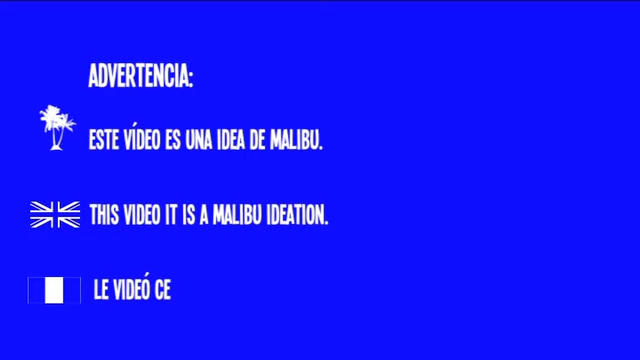 ADVERTENCIA:
ESTE VÍDEO ES UNA IDEA DE MALIBU.
THIS VIDEO IT IS A MALIBU IDEATION.
LE VIDEÓ CE